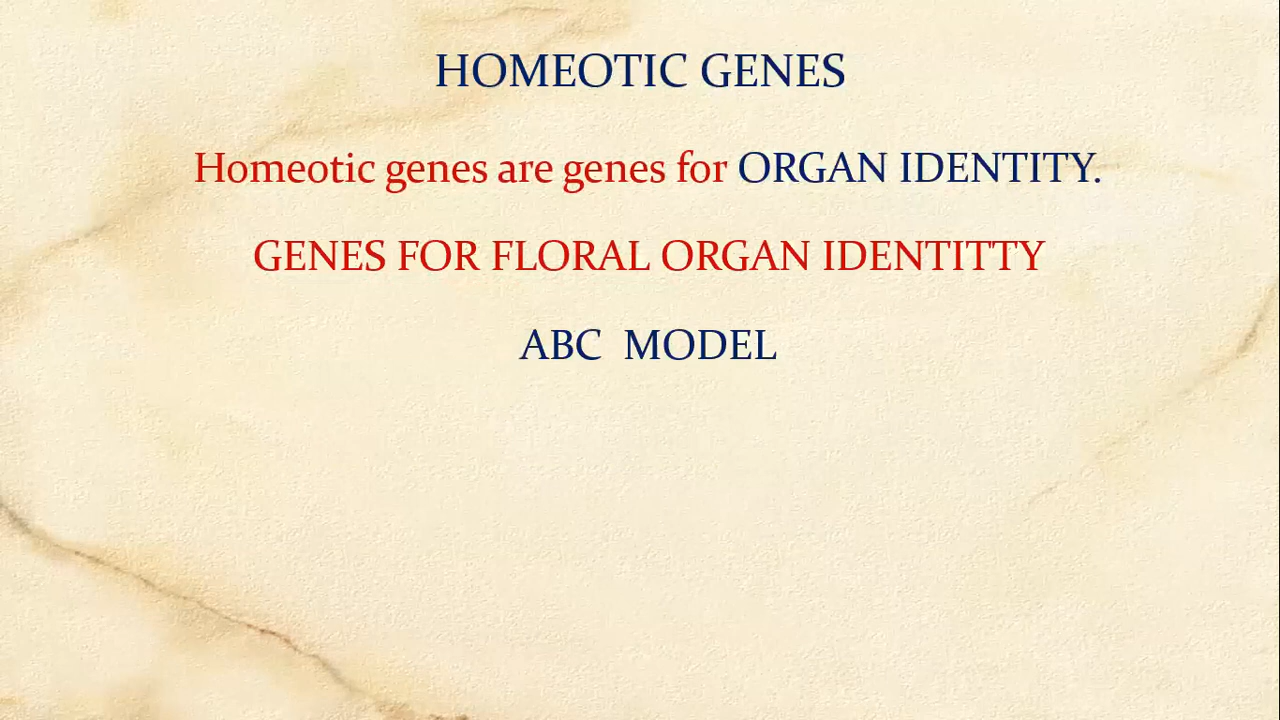 HOMEOTIC GENES
Homeotic genes are genes for ORGAN IDENTITY.
GENES FOR FLORAL ORGAN IDENTITTY
ABC MODEL